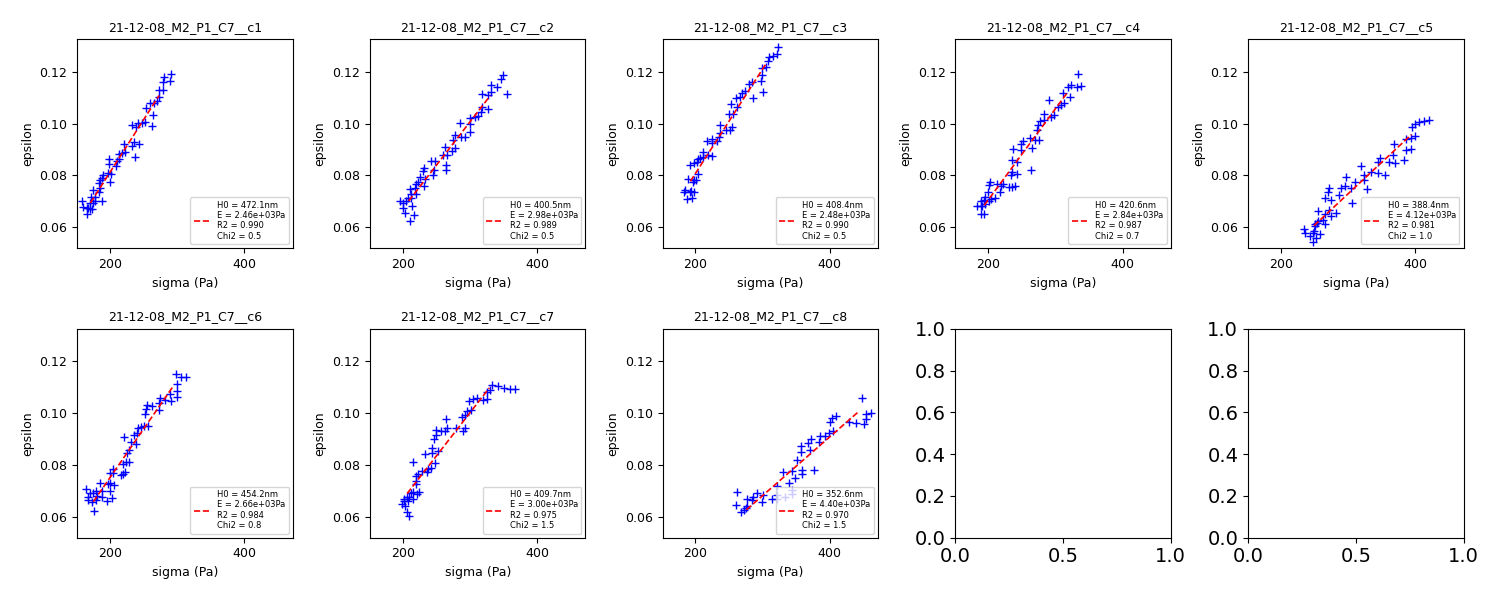 21-12-08_M2_P1_C7__c1
21-12-08_M2_P1_C7__c2
21-12-08_M2_P1_C7__c3
21-12-08_M2_P1_C7__c4
21-12-08_M2_P1_C7__c5
epsilon
0.12
0.10
0.08
0.06
H0 = 472.1nm
E = 2.46e+03Pa
R2 = 0.990
Chi2 = 0.5
200
400
sigma (Pa)
epsilon
0.12
0.10
0.08
0.06
H0 = 400.5nm
E = 2.98e+03Pa
R2 = 0.989
Chi2 = 0.5
200
400
sigma (Pa)
epsilon
0.12
0.10
0.08
0.06
H0 = 408.4nm
E = 2.48e+03Pa
R2 = 0.990
Chi2 = 0.5
200
400
sigma (Pa)
epsilon
0.12
0.10
0.08
0.06
H0 = 420.6nm
E = 2.84e+03Pa
R2 = 0.987
Chi2 = 0.7
200
400
sigma (Pa)
epsilon
0.12
0.10
0.08
0.06
H0 = 388.4nm
E = 4.12e+03Pa
R2 = 0.981
Chi2 = 1.0
200
400
sigma (Pa)
21-12-08_M2_P1_C7__c6
21-12-08_M2_P1_C7__c7
21-12-08_M2_P1_C7__c8
epsilon
0.12
0.10
0.08
0.06
H0 = 454.2nm
E = 2.66e+03Pa
R2 = 0.984
Chi2 = 0.8
200
400
sigma (Pa)
epsilon
0.12
0.10
0.08
0.06
H0 = 409.7nm
E = 3.00e+03Pa
R2 = 0.975
Chi2 = 1.5
200
400
sigma (Pa)
epsilon
0.12
0.10
0.08
0.06
H0 = 352.6nm
E = 4.40e+03Pa
R2 = 0.970
Chi2 = 1.5
200
400
sigma (Pa)
1.0
0.8
0.6
0.4
0.2
0.0
0.0
0.5
1.0
1.0
0.8
0.6
0.4
0.2
0.0
0.0
0.5
1.0